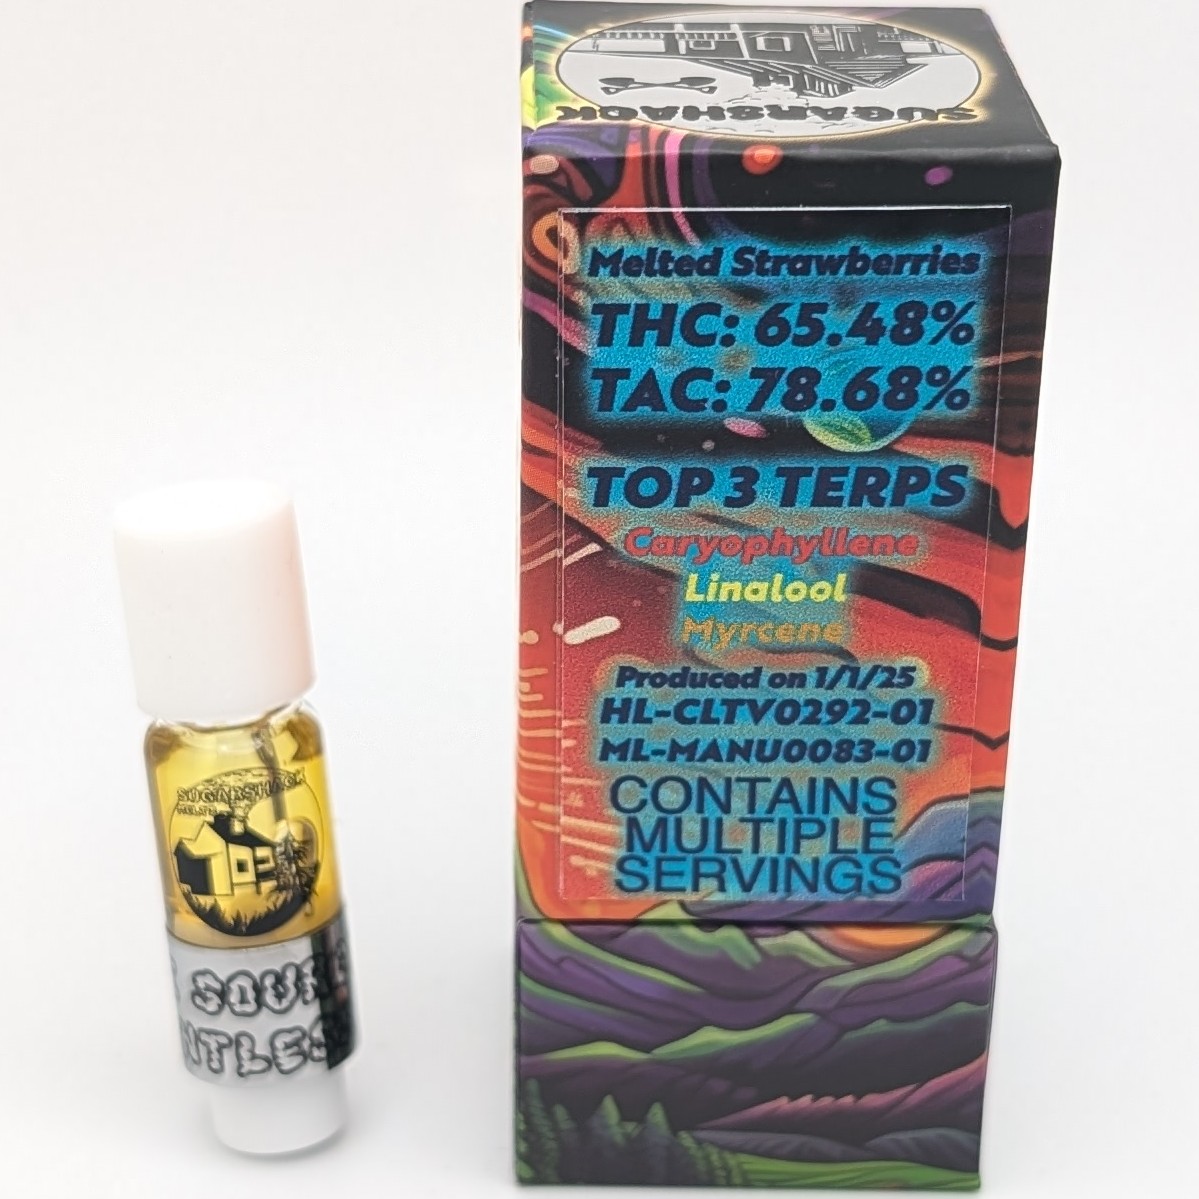 SUGARSHACK
Melted Strawberries
THC: 65.48%
TAC: 78.68%
TOP 3 TERPS
Caryophyllene
Linalool
Myrcene
Produced on 1/1/25
HL-CLTV0292-01
ML-MANU0083-01
CONTAINS
MULTIPLE
SERVINGS
SUGARSHACK